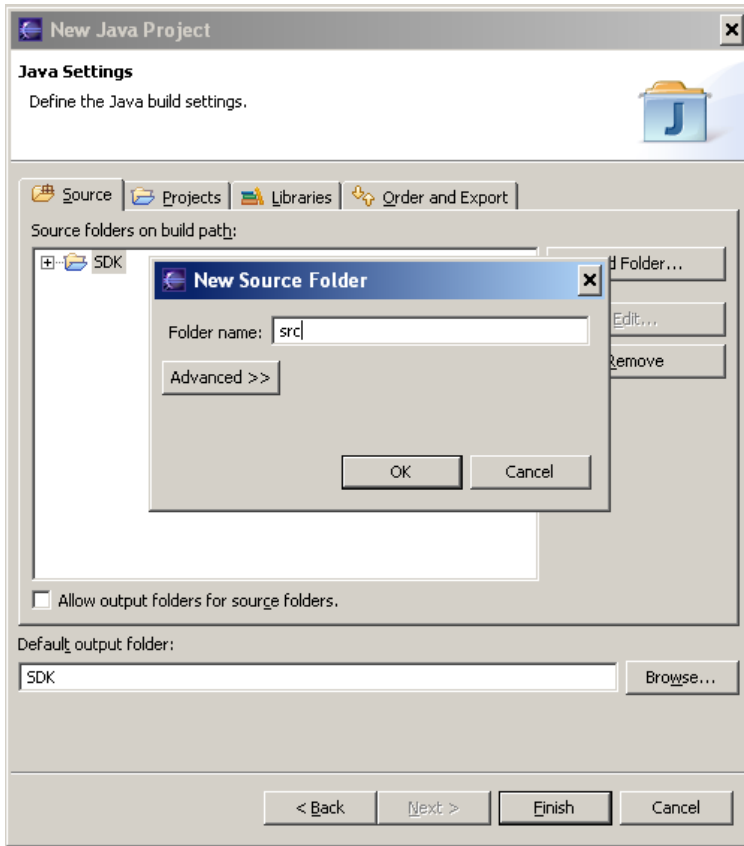 New Java Project
Java Settings
Define the Java build settings.
Source Projects Libraries Order and Export
Source folders on build path:
SDK
d Folder...
New Source Folder
Folder name: src
Edit...
Remove
Advanced >>
OK Cancel
Allow output folders for source folders.
Default output folder:
SDK Browse...
< Back Next > Finish Cancel